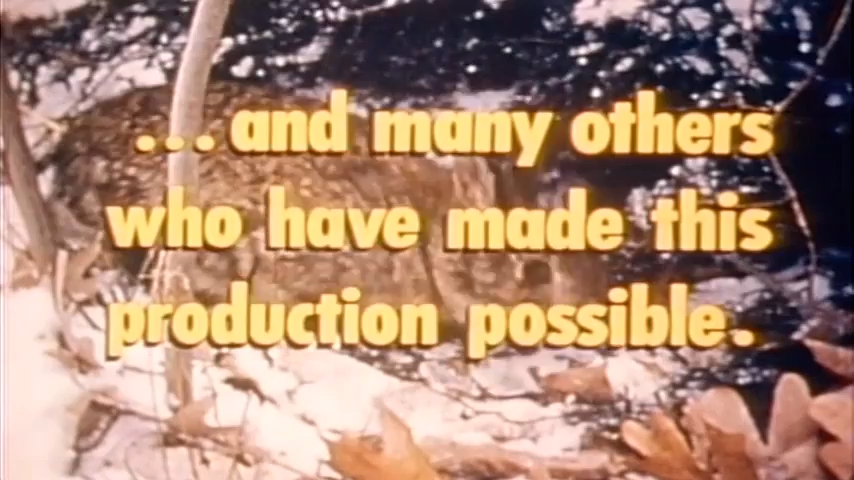 ...and many others
who have made this
production possible.